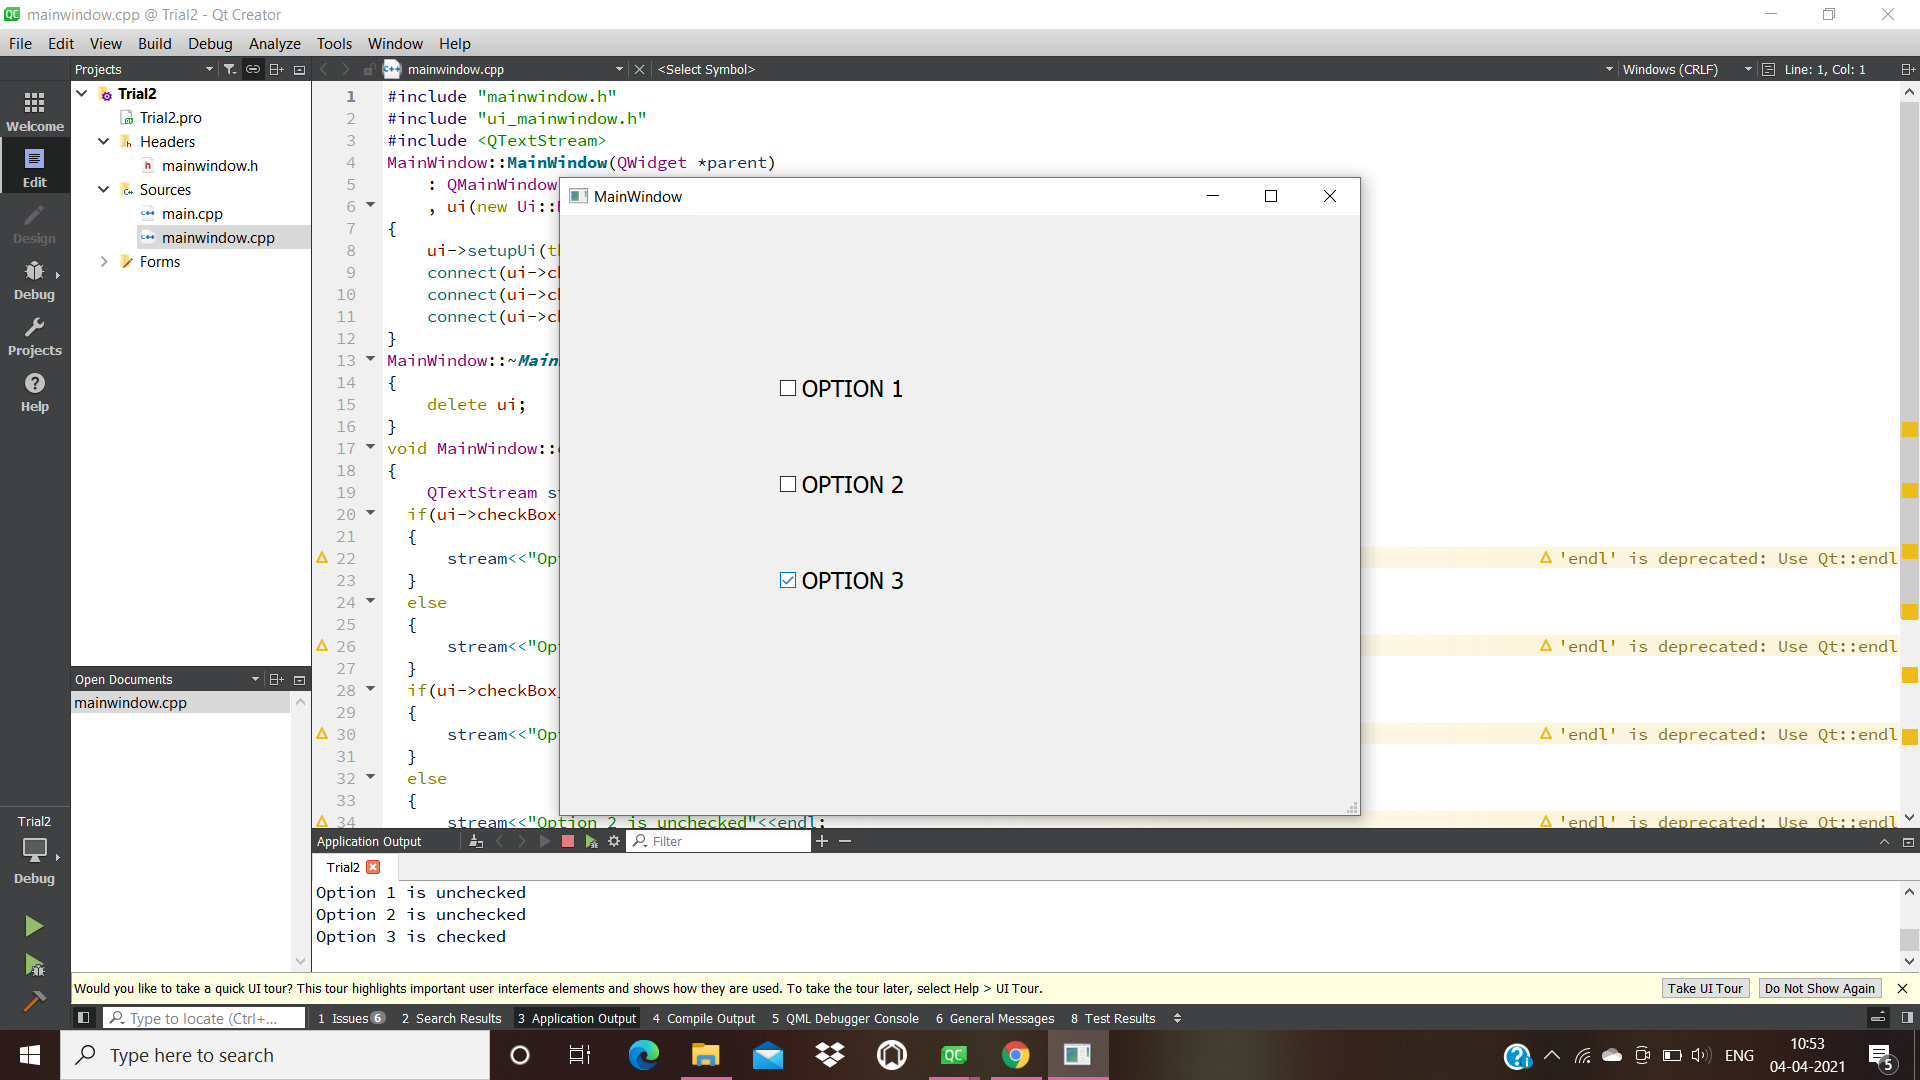 mainwindow.cpp @ Trial2 - Qt Creator
File Edit View Build Debug Analyze Tools Window Help
Projects
mainwindow.cpp
<Select Symbol>
Windows (CRLF)
Line: 1, Col: 1
Welcome
Edit
Design
Debug
Projects
Help
Trial2
Trial2.pro
Headers
mainwindow.h
Sources
main.cpp
mainwindow.cpp
Forms
Open Documents
mainwindow.cpp
1 #include "mainwindow.h"
2 #include "ui_mainwindow.h"
3 #include <QTextStream>
4 MainWindow::MainWindow(QWidget *parent)
5 : QMainWindow
6 , ui(new Ui::
7 {
8 ui->setupUi(
9 connect(ui->
10 connect(ui->
11 connect(ui->
12 }
13 MainWindow::~Main
14 {
15 delete ui;
16 }
17 void MainWindow::
18 {
19 QTextStream
20 if(ui->checkBox
21 {
22 stream<<"Op
'endl' is deprecated: Use Qt::endl
23 }
24 else
25 {
26 stream<<"Op
'endl' is deprecated: Use Qt::endl
27 }
28 if(ui->checkBox_
29 {
30 stream<<"Op
'endl' is deprecated: Use Qt::endl
31 }
32 else
33 {
34 stream<<"Option 2 is unchecked"<<endl;
'endl' is deprecated: Use Qt::endl
MainWindow
OPTION 1
OPTION 2
OPTION 3
Trial2
Debug
Application Output
Filter
Trial2
Option 1 is unchecked
Option 2 is unchecked
Option 3 is checked
Would you like to take a quick UI tour? This tour highlights important user interface elements and shows how they are used. To take the tour later, select Help > UI Tour.
Take UI Tour
Do Not Show Again
Type to locate (Ctrl+...
1 Issues 6
2 Search Results
3 Application Output
4 Compile Output
5 QML Debugger Console
6 General Messages
8 Test Results
Type here to search
QC
ENG
10:53
04-04-2021
5